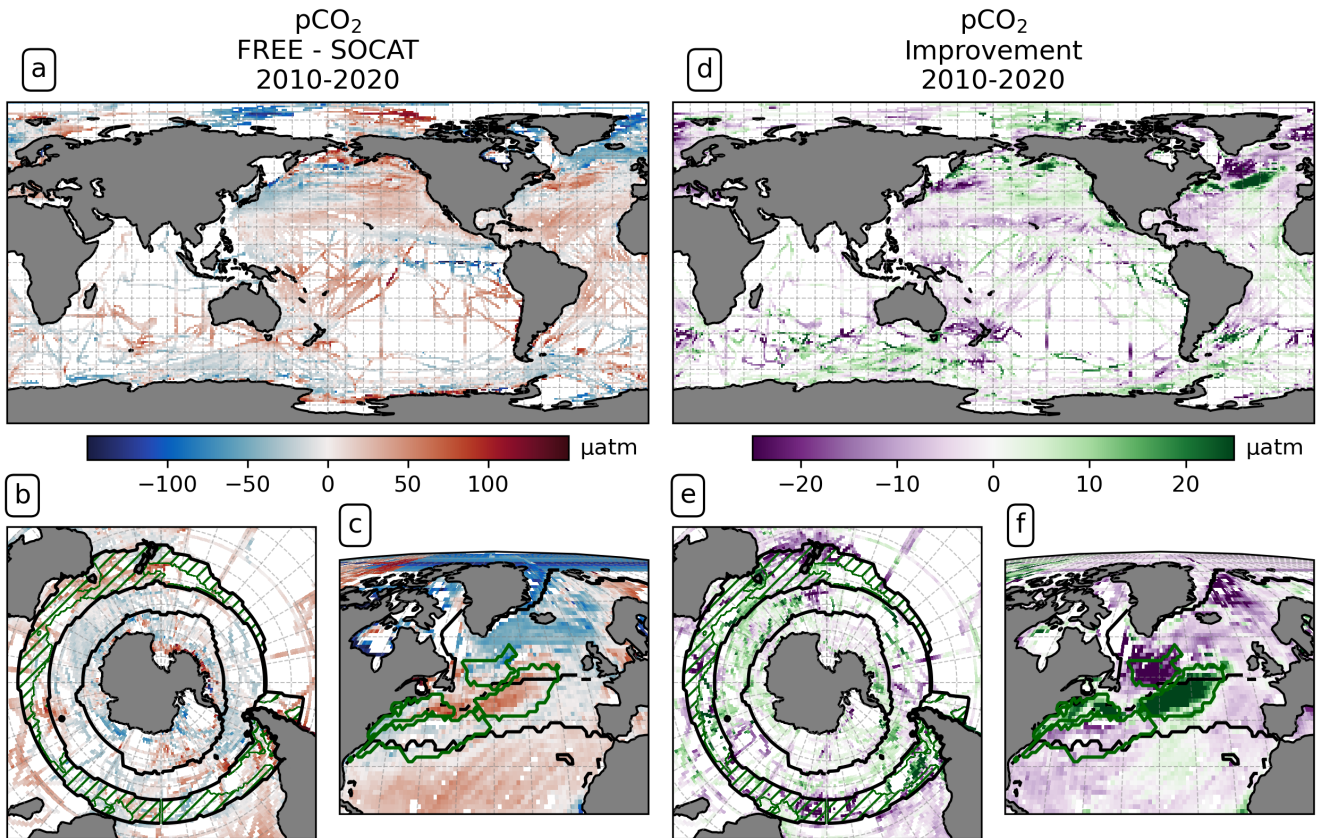 a
pCO₂
FREE - SOCAT
2010-2020
d
pCO₂
Improvement
2010-2020
−100 −50 0 50 100 μatm
−20 −10 0 10 20 μatm
b
c
e
f